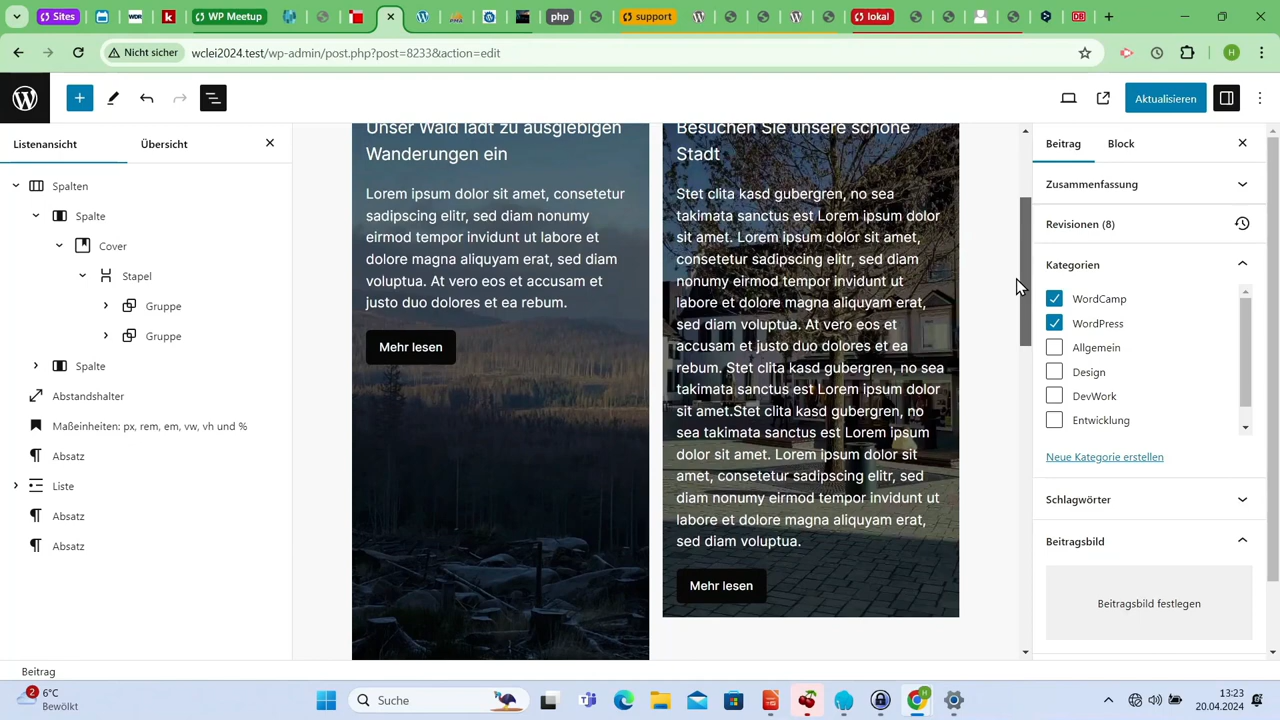 Sites
WP Meetup
php
support
lokal
Nicht sicher
wclei2024.test/wp-admin/post.php?post=8233&action=edit
H
Aktualisieren
Listenansicht
Übersicht
Spalten
Spalte
Cover
Stapel
Gruppe
Gruppe
Spalte
Abstandshalter
Maßeinheiten: px, rem, em, vw, vh und %
Absatz
Liste
Absatz
Absatz
Beitrag
Unser Wald lädt zu ausgiebigen
Wanderungen ein
Lorem ipsum dolor sit amet, consetetur
sadipscing elitr, sed diam nonumy
eirmod tempor invidunt ut labore et
dolore magna aliquyam erat, sed diam
voluptua. At vero eos et accusam et
justo duo dolores et ea rebum.
Mehr lesen
Besuchen Sie unsere schöne
Stadt
Stet clita kasd gubergren, no sea
takimata sanctus est Lorem ipsum dolor
sit amet. Lorem ipsum dolor sit amet,
consetetur sadipscing elitr, sed diam
nonumy eirmod tempor invidunt ut
labore et dolore magna aliquyam erat,
sed diam voluptua. At vero eos et
accusam et justo duo dolores et ea
rebum. Stet clita kasd gubergren, no sea
takimata sanctus est Lorem ipsum dolor
sit amet.Stet clita kasd gubergren, no
sea takimata sanctus est Lorem ipsum
dolor sit amet. Lorem ipsum dolor sit
amet, consetetur sadipscing elitr, sed
diam nonumy eirmod tempor invidunt ut
labore et dolore magna aliquyam erat,
sed diam voluptua.
Mehr lesen
Beitrag
Block
Zusammenfassung
Revisionen (8)
Kategorien
WordCamp
WordPress
Allgemein
Design
DevWork
Entwicklung
Neue Kategorie erstellen
Schlagwörter
Beitragsbild
Beitragsbild festlegen
2
6°C
Bewölkt
Suche
13:23
20.04.2024